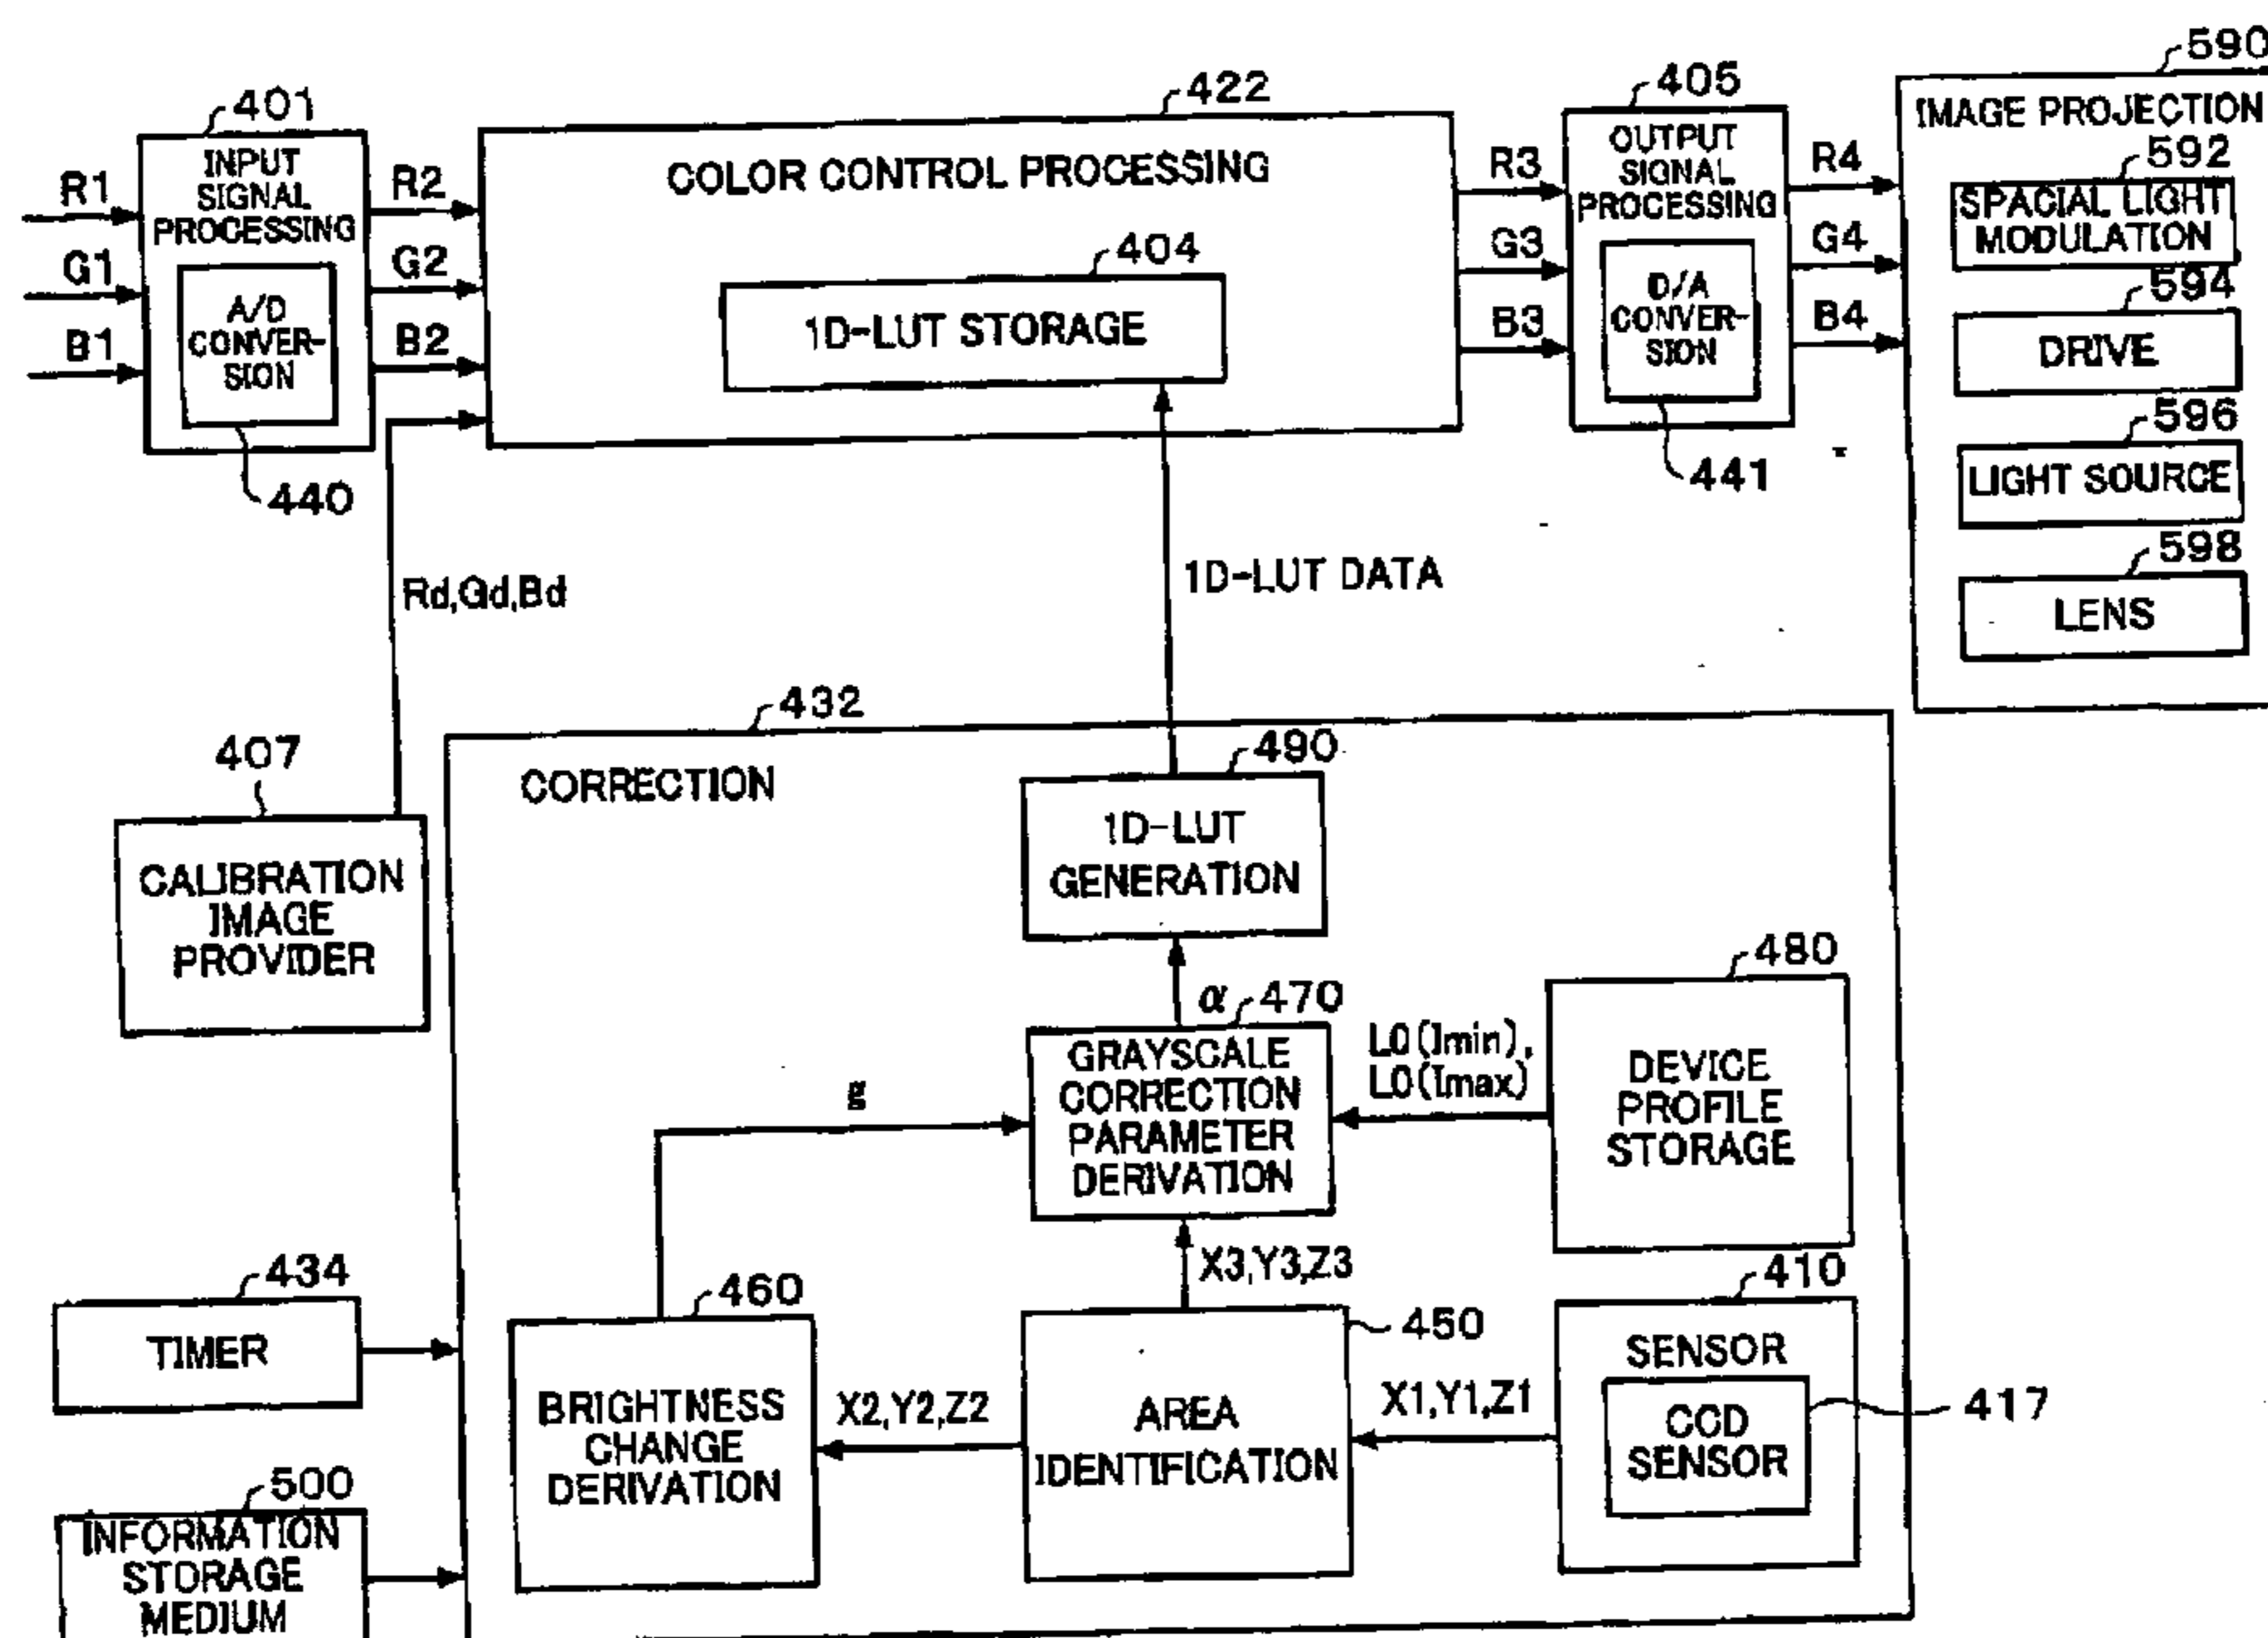 590
IMAGE PROJECTION
592
SPACIAL LIGHT
MODULATION
594
DRIVE
596
LIGHT SOURCE
598
LENS
401
INPUT
SIGNAL
PROCESSING
A/D
CONVER-
SION
440
R1
G1
B1
R2
G2
B2
422
COLOR CONTROL PROCESSING
404
1D-LUT STORAGE
R3
G3
B3
405
OUTPUT
SIGNAL
PROCESSING
D/A
CONVER-
SION
441
R4
G4
B4
Rd,Gd,Bd
1D-LUT DATA
407
CALIBRATION
IMAGE
PROVIDER
432
CORRECTION
490
1D-LUT
GENERATION
α
470
GRAYSCALE
CORRECTION
PARAMETER
DERIVATION
L0(Imin),
L0(Imax)
480
DEVICE
PROFILE
STORAGE
g
X3,Y3,Z3
434
TIMER
460
BRIGHTNESS
CHANGE
DERIVATION
X2,Y2,Z2
450
AREA
IDENTIFICATION
X1,Y1,Z1
410
SENSOR
CCD
SENSOR
417
500
INFORMATION
STORAGE
MEDIUM